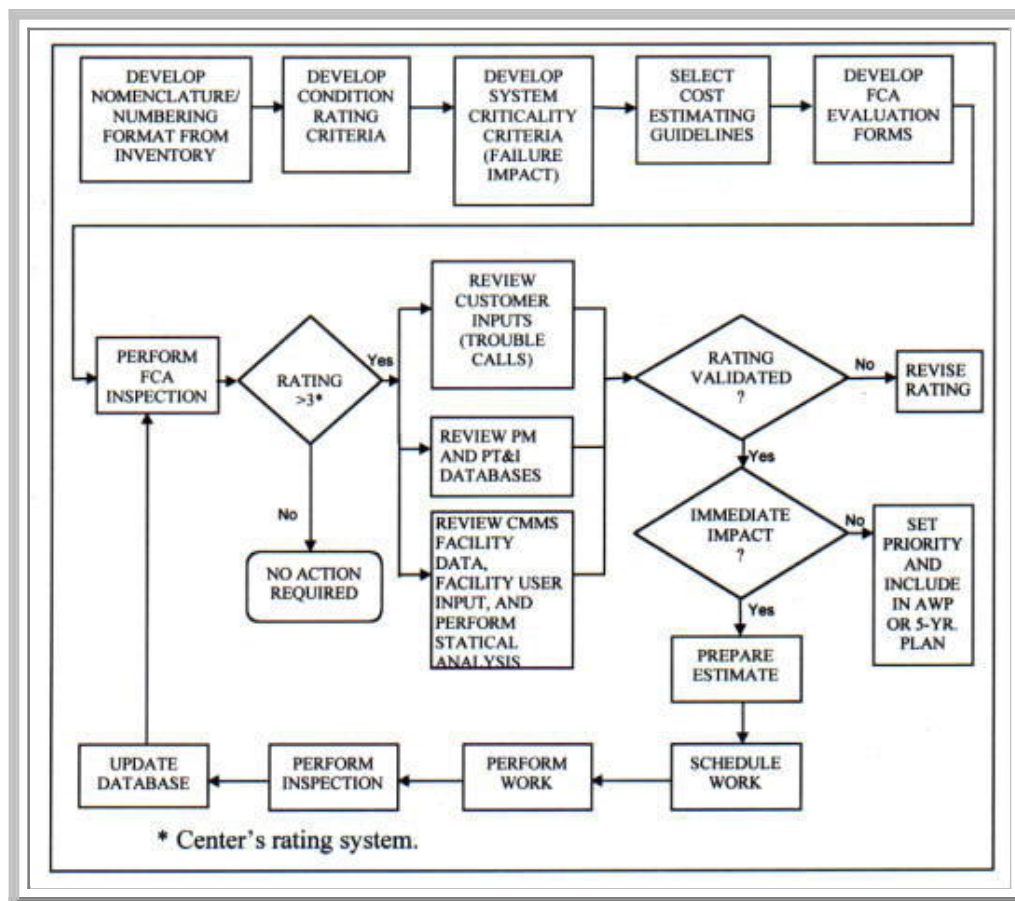 DEVELOP
NOMENCLATURE/
NUMBERING
FORMAT FROM
INVENTORY
DEVELOP
CONDITION
RATING
CRITERIA
DEVELOP
SYSTEM
CRITICALITY
CRITERIA
(FAILURE
IMPACT)
SELECT
COST
ESTIMATING
GUIDELINES
DEVELOP
FCA
EVALUATION
FORMS
PERFORM
FCA
INSPECTION
RATING
>3*
Yes
No
NO ACTION
REQUIRED
REVIEW
CUSTOMER
INPUTS
(TROUBLE
CALLS)
REVIEW PM
AND PT&I
DATABASES
REVIEW CMMS
FACILITY
DATA,
FACILITY USER
INPUT, AND
PERFORM
STATICAL
ANALYSIS
RATING
VALIDATED
?
No
REVISE
RATING
Yes
IMMEDIATE
IMPACT
?
No
SET
PRIORITY
AND
INCLUDE
IN AWP
OR 5-YR.
PLAN
Yes
PREPARE
ESTIMATE
SCHEDULE
WORK
PERFORM
WORK
PERFORM
INSPECTION
UPDATE
DATABASE
* Center's rating system.